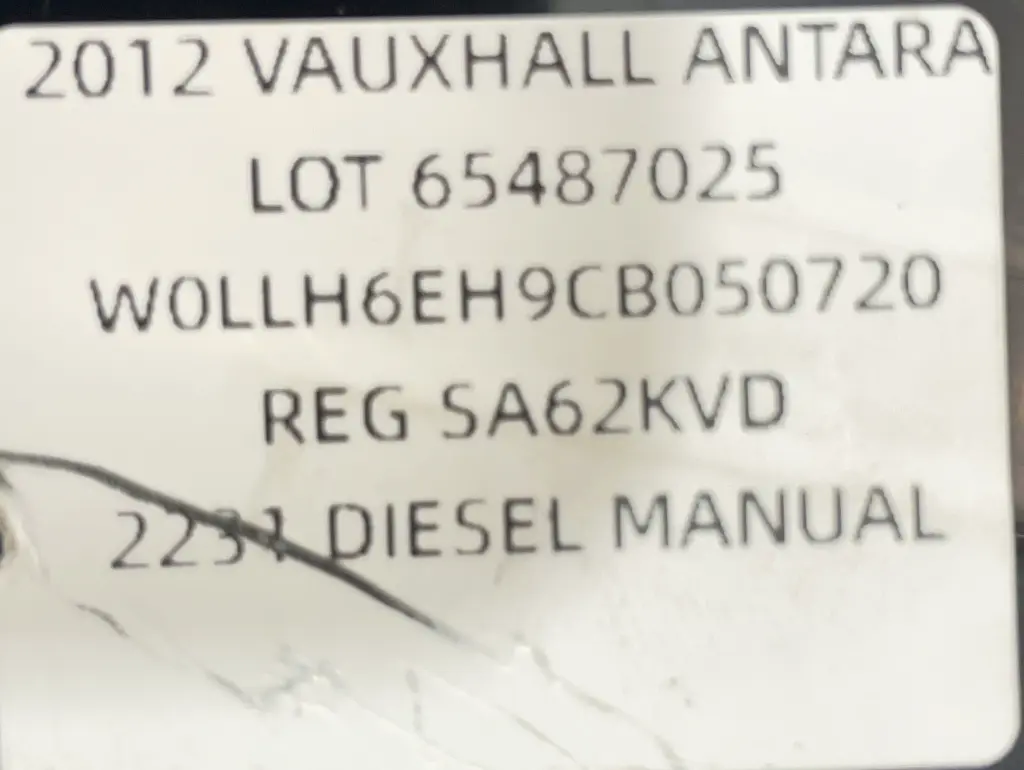 2012 VAUXHALL ANTARA
LOT 65487025
W0LLH6EH9CB050720
REG SA62KVD
2231 DIESEL MANUAL